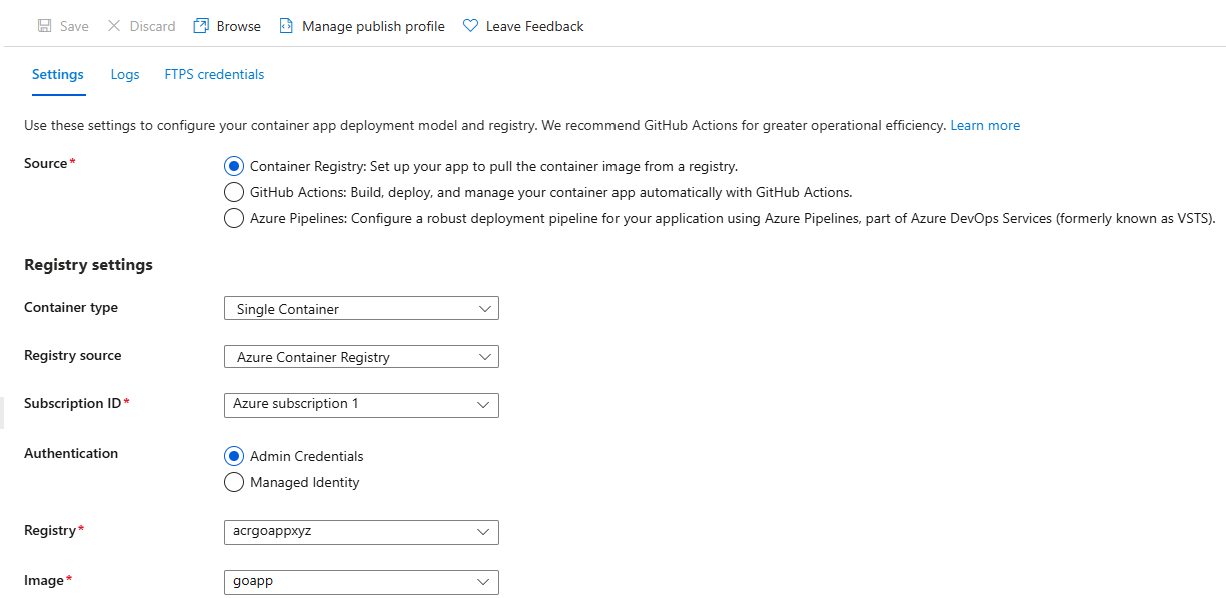 Save Discard Browse Manage publish profile Leave Feedback
Settings Logs FTPS credentials
Use these settings to configure your container app deployment model and registry. We recommend GitHub Actions for greater operational efficiency. Learn more
Source* Container Registry: Set up your app to pull the container image from a registry.
GitHub Actions: Build, deploy, and manage your container app automatically with GitHub Actions.
Azure Pipelines: Configure a robust deployment pipeline for your application using Azure Pipelines, part of Azure DevOps Services (formerly known as VSTS).
Registry settings
Container type Single Container
Registry source Azure Container Registry
Subscription ID* Azure subscription 1
Authentication Admin Credentials
Managed Identity
Registry* acrgoappxyz
Image* goapp